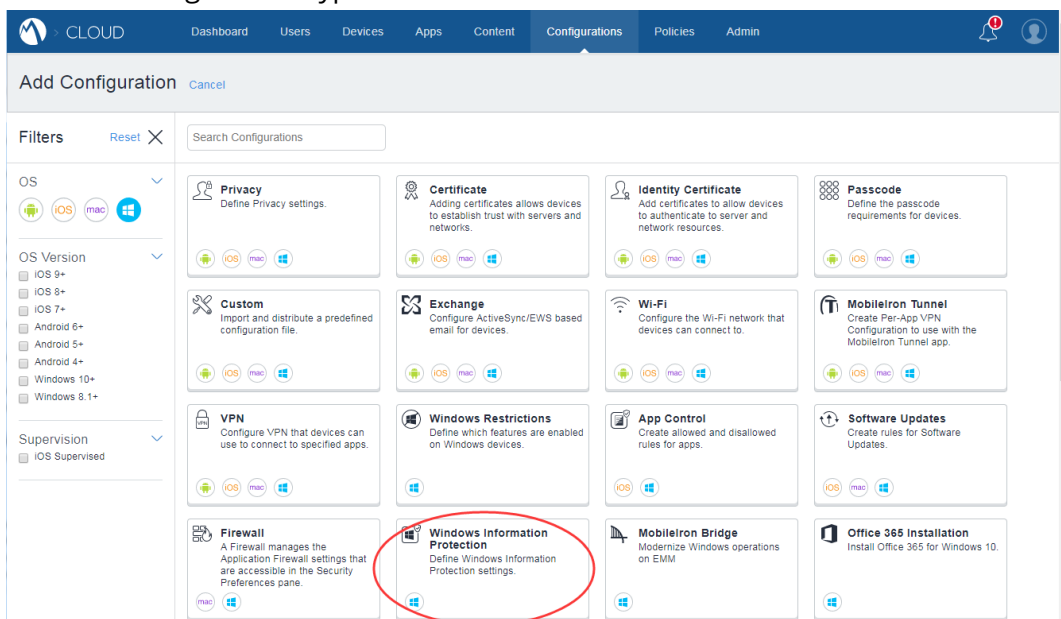 CLOUD
Dashboard Users Devices Apps Content Configurations Policies Admin
Add Configuration Cancel
Filters Reset
Search Configurations
OS
iOS mac
OS Version
iOS 9+
iOS 8+
iOS 7+
Android 6+
Android 5+
Android 4+
Windows 10+
Windows 8.1+
Supervision
iOS Supervised
Privacy
Define Privacy settings.
iOS mac
Certificate
Adding certificates allows devices
to establish trust with servers and
networks.
iOS mac
Identity Certificate
Add certificates to allow devices
to authenticate to server and
network resources.
iOS mac
Passcode
Define the passcode
requirements for devices.
iOS mac
Custom
Import and distribute a predefined
configuration file.
iOS mac
Exchange
Configure ActiveSync/EWS based
email for devices.
iOS mac
Wi-Fi
Configure the Wi-Fi network that
devices can connect to.
iOS mac
MobileIron Tunnel
Create Per-App VPN
Configuration to use with the
MobileIron Tunnel app.
iOS mac
VPN
VPN
Configure VPN that devices can
use to connect to specified apps.
iOS mac
Windows Restrictions
Define which features are enabled
on Windows devices.
App Control
Create allowed and disallowed
rules for apps.
iOS
Software Updates
Create rules for Software
Updates.
iOS mac
Firewall
A Firewall manages the
Application Firewall settings that
are accessible in the Security
Preferences pane.
mac
Windows Information
Protection
Define Windows Information
Protection settings.
MobileIron Bridge
Modernize Windows operations
on EMM
Office 365 Installation
Install Office 365 for Windows 10.